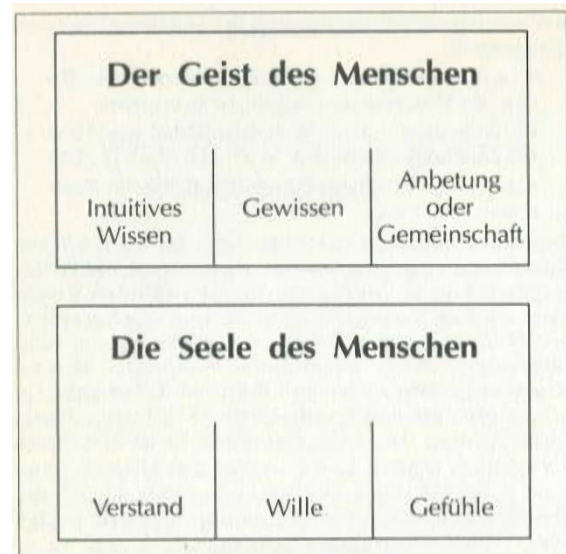 Der Geist des Menschen
Intuitives
Wissen
Gewissen
Anbetung
oder
Gemeinschaft
Die Seele des Menschen
Verstand
Wille
Gefühle